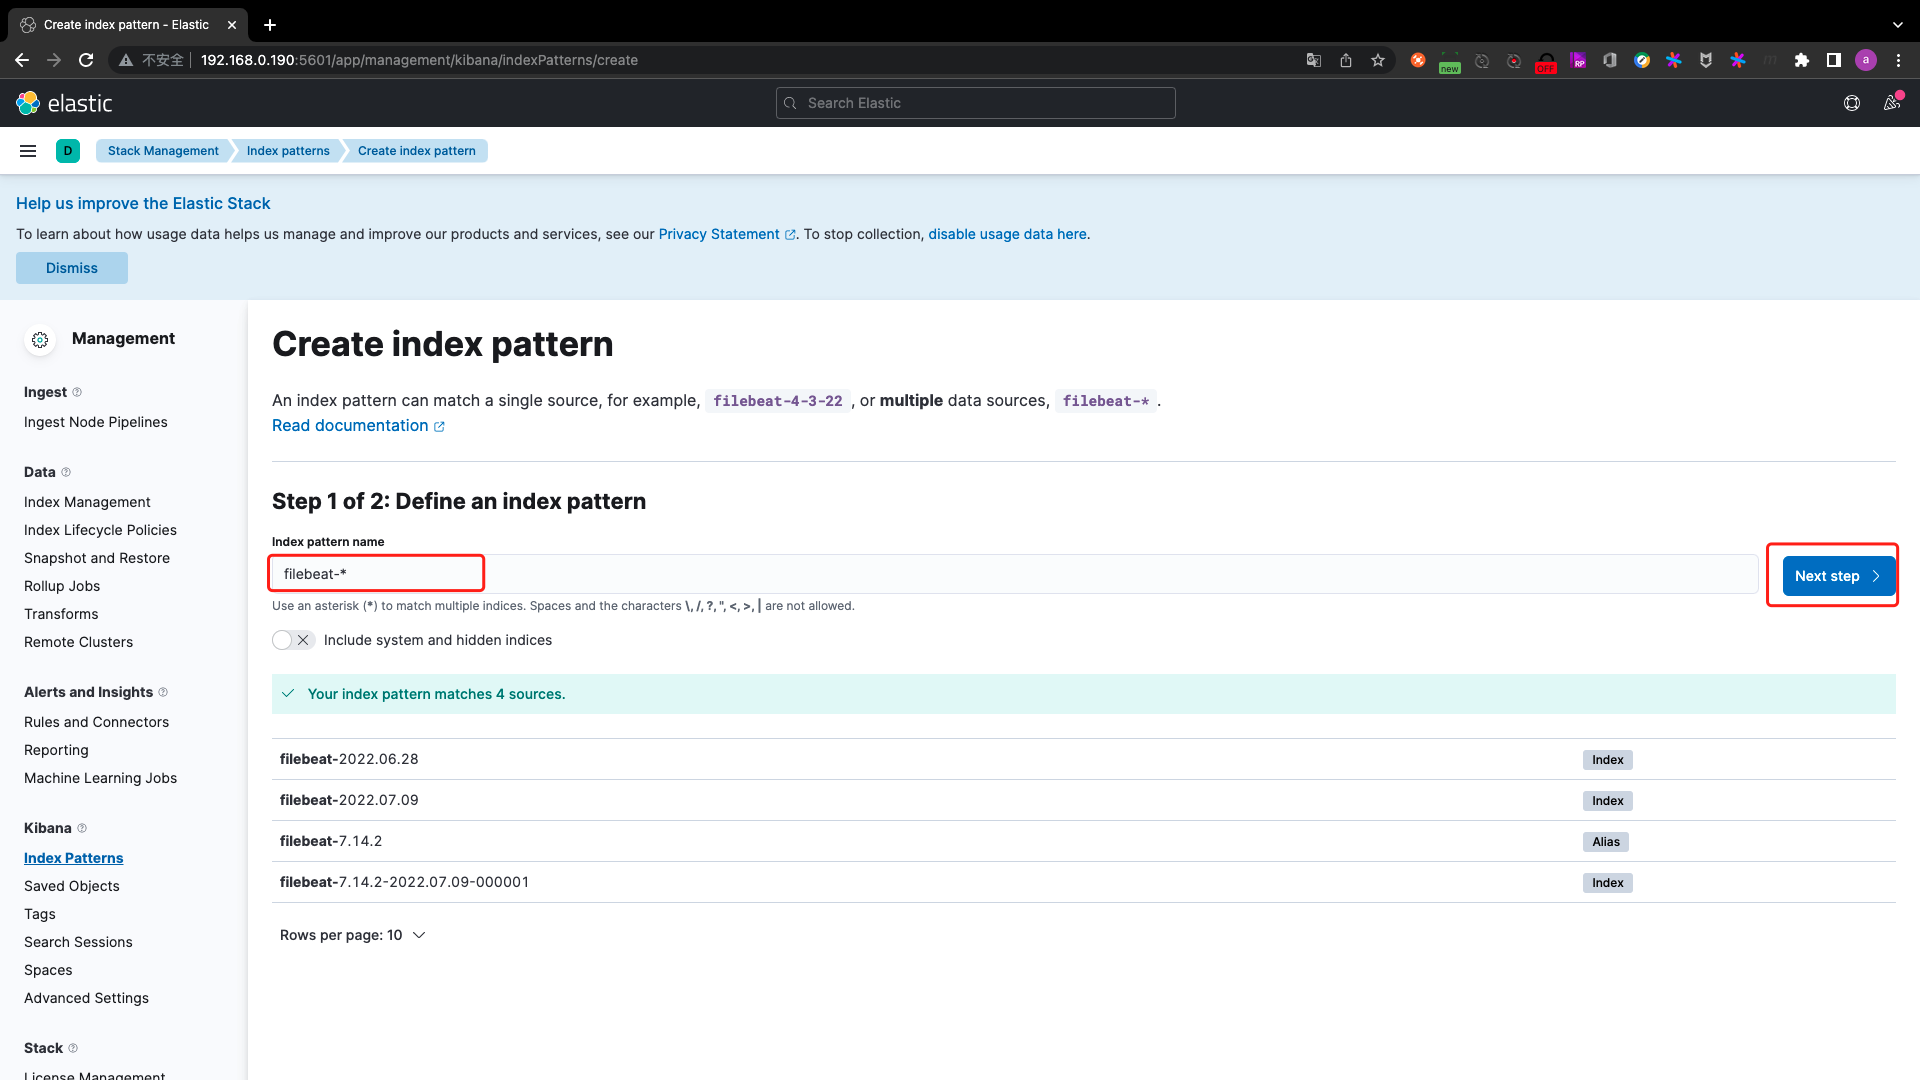 Create index pattern - Elastic
不安全 192.168.0.190:5601/app/management/kibana/indexPatterns/create
new
OFF
RP
a
elastic
Search Elastic
D
Stack Management
Index patterns
Create index pattern
Help us improve the Elastic Stack
To learn about how usage data helps us manage and improve our products and services, see our Privacy Statement. To stop collection, disable usage data here.
Dismiss
Management
Ingest
Ingest Node Pipelines
Data
Index Management
Index Lifecycle Policies
Snapshot and Restore
Rollup Jobs
Transforms
Remote Clusters
Alerts and Insights
Rules and Connectors
Reporting
Machine Learning Jobs
Kibana
Index Patterns
Saved Objects
Tags
Search Sessions
Spaces
Advanced Settings
Stack
License Management
Create index pattern
An index pattern can match a single source, for example, filebeat-4-3-22 , or multiple data sources, filebeat-* .
Read documentation
Step 1 of 2: Define an index pattern
Index pattern name
filebeat-*
Next step
Use an asterisk (*) to match multiple indices. Spaces and the characters \, /, ?, ", <, >, | are not allowed.
Include system and hidden indices
Your index pattern matches 4 sources.
filebeat-2022.06.28 Index
filebeat-2022.07.09 Index
filebeat-7.14.2 Alias
filebeat-7.14.2-2022.07.09-000001 Index
Rows per page: 10